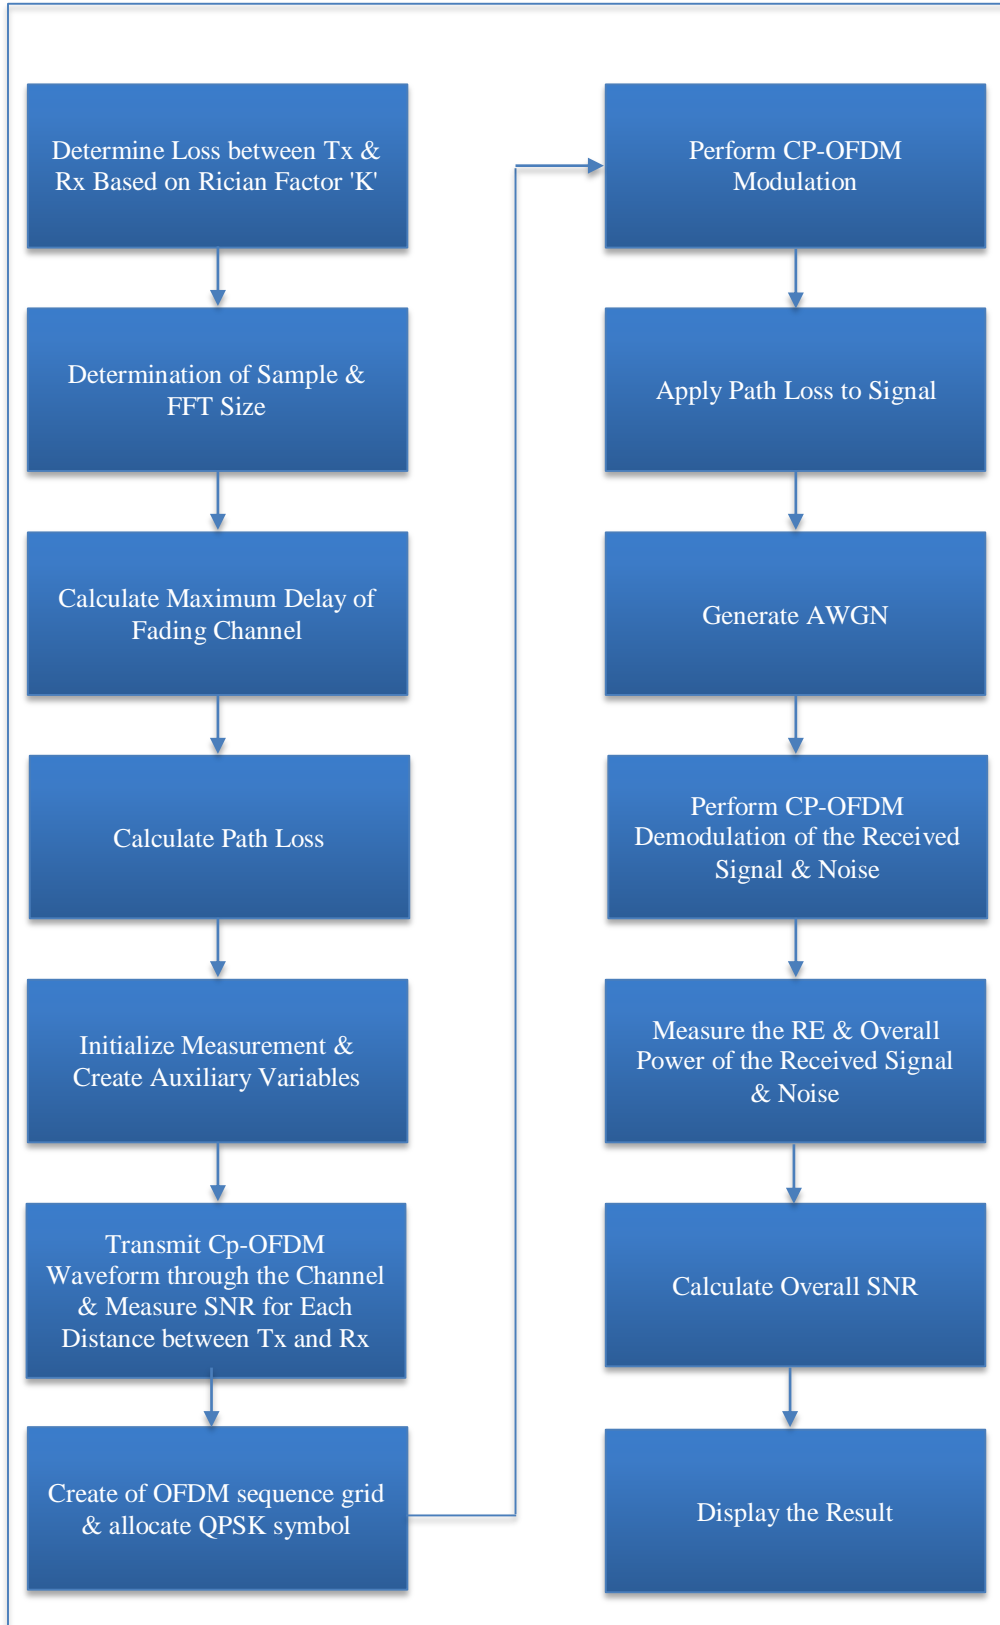 Determine Loss between Tx &
Rx Based on Rician Factor 'K'
Determination of Sample &
FFT Size
Calculate Maximum Delay of
Fading Channel
Calculate Path Loss
Initialize Measurement &
Create Auxiliary Variables
Transmit Cp-OFDM
Waveform through the Channel
& Measure SNR for Each
Distance between Tx and Rx
Create of OFDM sequence grid
& allocate QPSK symbol
Perform CP-OFDM
Modulation
Apply Path Loss to Signal
Generate AWGN
Perform CP-OFDM
Demodulation of the Received
Signal & Noise
Measure the RE & Overall
Power of the Received Signal
& Noise
Calculate Overall SNR
Display the Result